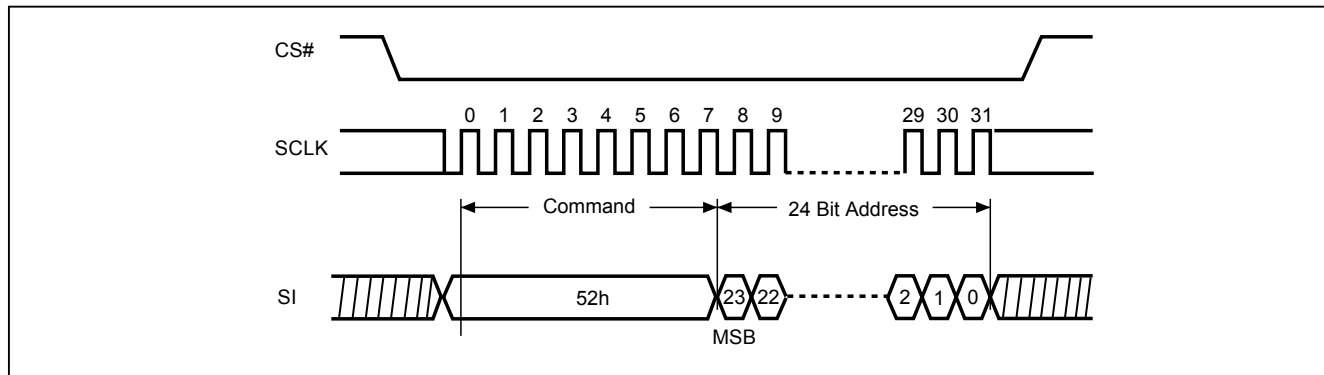 CS#
0 1 2 3 4 5 6 7 8 9 29 30 31
SCLK
Command 24 Bit Address
SI 52h 23 22 2 1 0
MSB